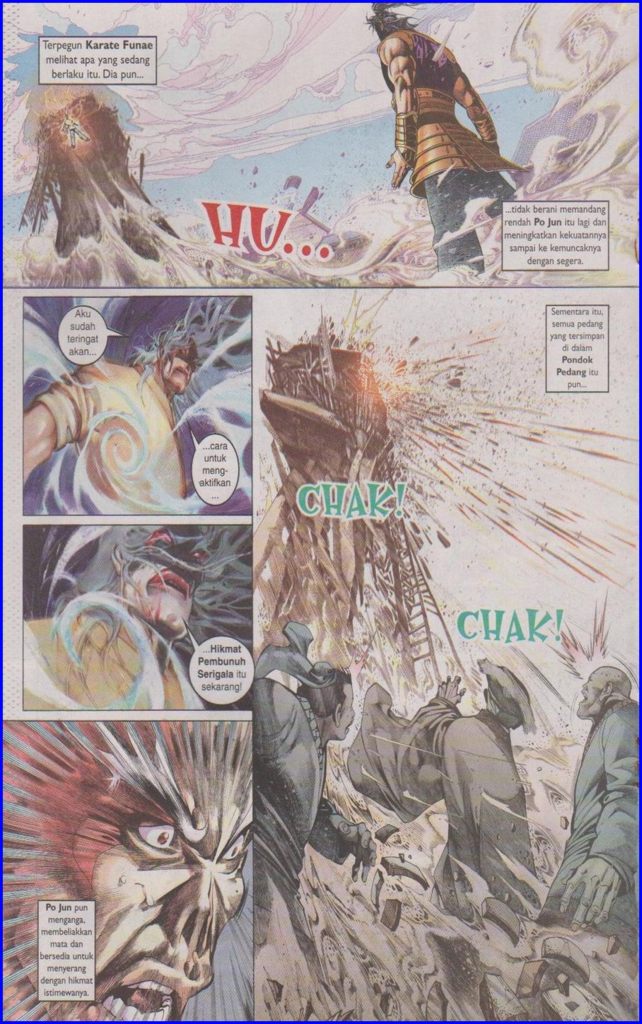 Terpegun Karate Funae
melihat apa yang sedang
berlaku itu. Dia pun...
HU...
...tidak berani memandang
rendah Po Jun itu lagi dan
meningkatkan kekuatannya
sampai ke kemuncaknya
dengan segera.
Aku
sudah
teringat
akan...
...cara
untuk
meng-
aktifkan
...
...Hikmat
Pembunuh
Serigala itu
sekarang!
Po Jun pun
menganga,
membeliakkan
mata dan
bersedia untuk
menyerang
dengan hikmat
istimewanya.
Sementara itu,
semua pedang
yang tersimpan
di dalam
Pondok
Pedang itu
pun...
CHAK!
CHAK!